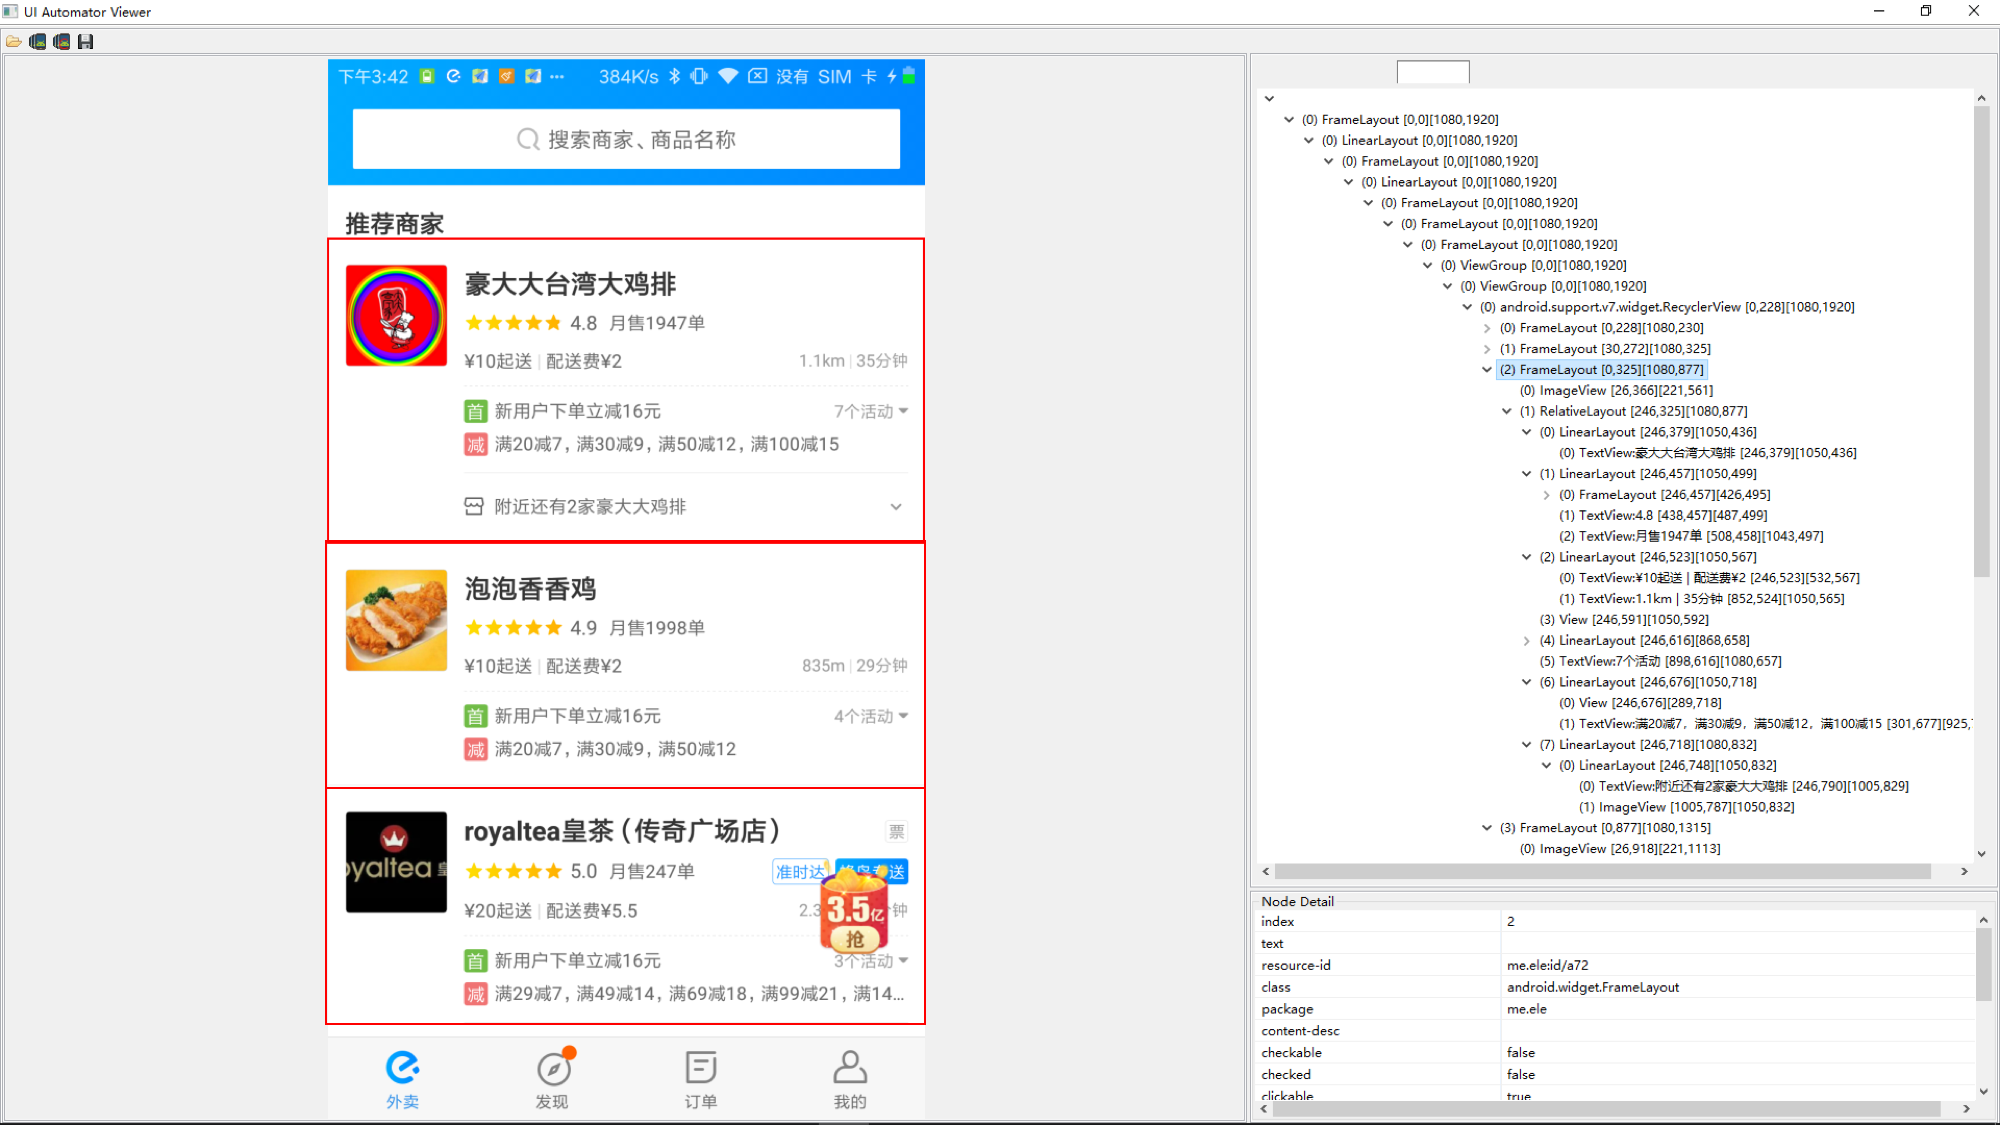 UI Automator Viewer
下午3:42 ··· 384K/s 没有 SIM 卡
搜索商家、商品名称
推荐商家
豪大大台湾大鸡排
4.8 月售1947单
¥10起送 | 配送费¥2 1.1km | 35分钟
首 新用户下单立减16元 7个活动
减 满20减7，满30减9，满50减12，满100减15
附近还有2家豪大大鸡排
泡泡香香鸡
4.9 月售1998单
¥10起送 | 配送费¥2 835m | 29分钟
首 新用户下单立减16元 4个活动
减 满20减7，满30减9，满50减12
royaltea皇茶（传奇广场店） 票
yaltea
5.0 月售247单 准时达 送
¥20起送 | 配送费¥5.5 2.3 钟
3.5亿
抢
首 新用户下单立减16元 3个活动
减 满29减7，满49减14，满69减18，满99减21，满14...
外卖 发现 订单 我的
(0) FrameLayout [0,0][1080,1920]
(0) LinearLayout [0,0][1080,1920]
(0) FrameLayout [0,0][1080,1920]
(0) LinearLayout [0,0][1080,1920]
(0) FrameLayout [0,0][1080,1920]
(0) FrameLayout [0,0][1080,1920]
(0) FrameLayout [0,0][1080,1920]
(0) ViewGroup [0,0][1080,1920]
(0) ViewGroup [0,0][1080,1920]
(0) android.support.v7.widget.RecyclerView [0,228][1080,1920]
(0) FrameLayout [0,228][1080,230]
(1) FrameLayout [30,272][1080,325]
(2) FrameLayout [0,325][1080,877]
(0) ImageView [26,366][221,561]
(1) RelativeLayout [246,325][1080,877]
(0) LinearLayout [246,379][1050,436]
(0) TextView:豪大大台湾大鸡排 [246,379][1050,436]
(1) LinearLayout [246,457][1050,499]
(0) FrameLayout [246,457][426,495]
(1) TextView:4.8 [438,457][487,499]
(2) TextView:月售1947单 [508,458][1043,497]
(2) LinearLayout [246,523][1050,567]
(0) TextView:¥10起送 | 配送费¥2 [246,523][532,567]
(1) TextView:1.1km | 35分钟 [852,524][1050,565]
(3) View [246,591][1050,592]
(4) LinearLayout [246,616][868,658]
(5) TextView:7个活动 [898,616][1080,657]
(6) LinearLayout [246,676][1050,718]
(0) View [246,676][289,718]
(1) TextView:满20减7，满30减9，满50减12，满100减15 [301,677][925,
(7) LinearLayout [246,718][1080,832]
(0) LinearLayout [246,748][1050,832]
(0) TextView:附近还有2家豪大大鸡排 [246,790][1005,829]
(1) ImageView [1005,787][1050,832]
(3) FrameLayout [0,877][1080,1315]
(0) ImageView [26,918][221,1113]
Node Detail
index 2
text
resource-id me.ele:id/a72
class android.widget.FrameLayout
package me.ele
content-desc
checkable false
checked false
clickable true